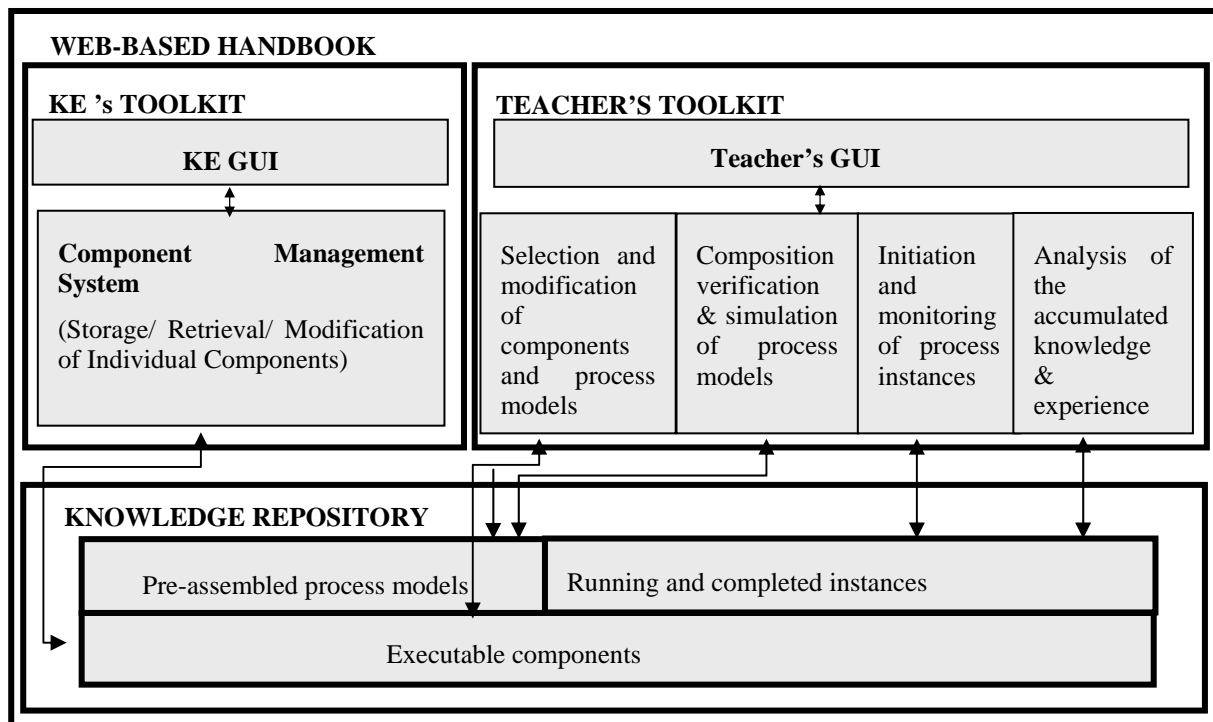 WEB-BASED HANDBOOK
KE 's TOOLKIT
KE GUI
Component Management
System
(Storage/ Retrieval/ Modification
of Individual Components)
TEACHER'S TOOLKIT
Teacher's GUI
Selection and
modification
of
components
and process
models
Composition
verification
& simulation
of process
models
Initiation
and
monitoring
of process
instances
Analysis of
the
accumulated
knowledge
&
experience
KNOWLEDGE REPOSITORY
Pre-assembled process models
Running and completed instances
Executable components